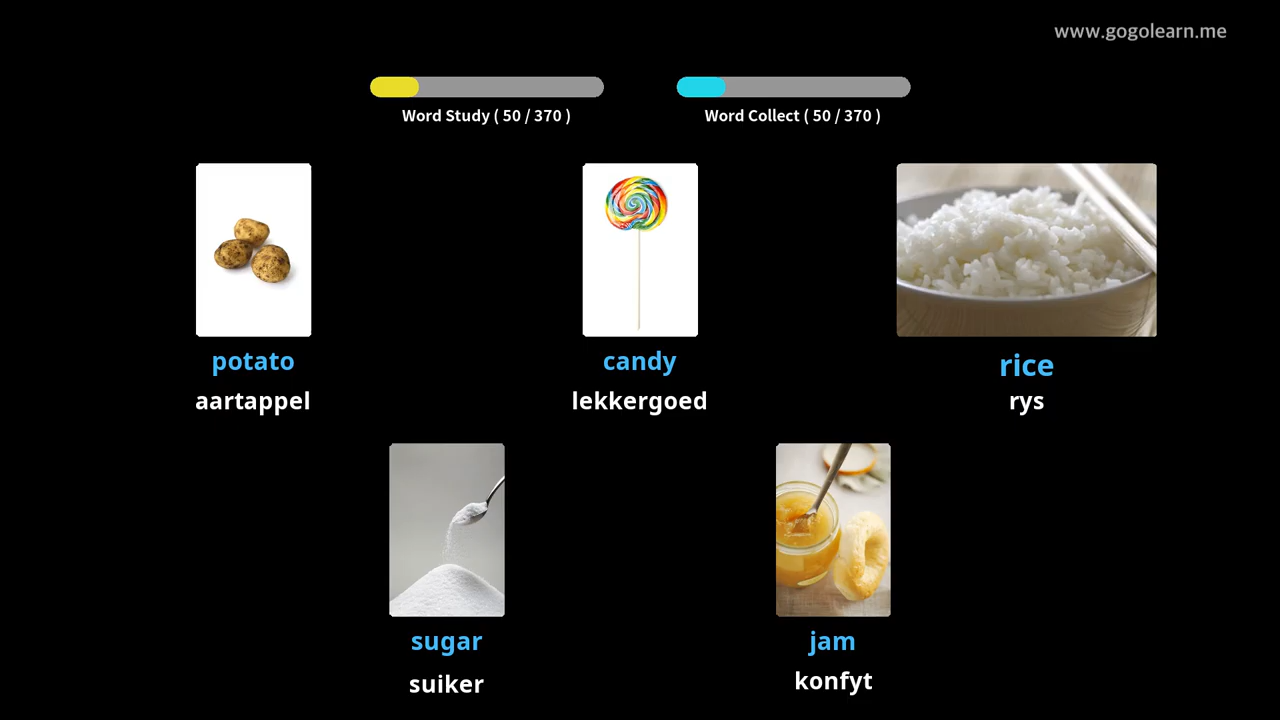 www.gogolearn.me
Word Study ( 50 / 370 )
Word Collect ( 50 / 370 )
potato
aartappel
candy
lekkergoed
rice
rys
sugar
suiker
jam
konfyt